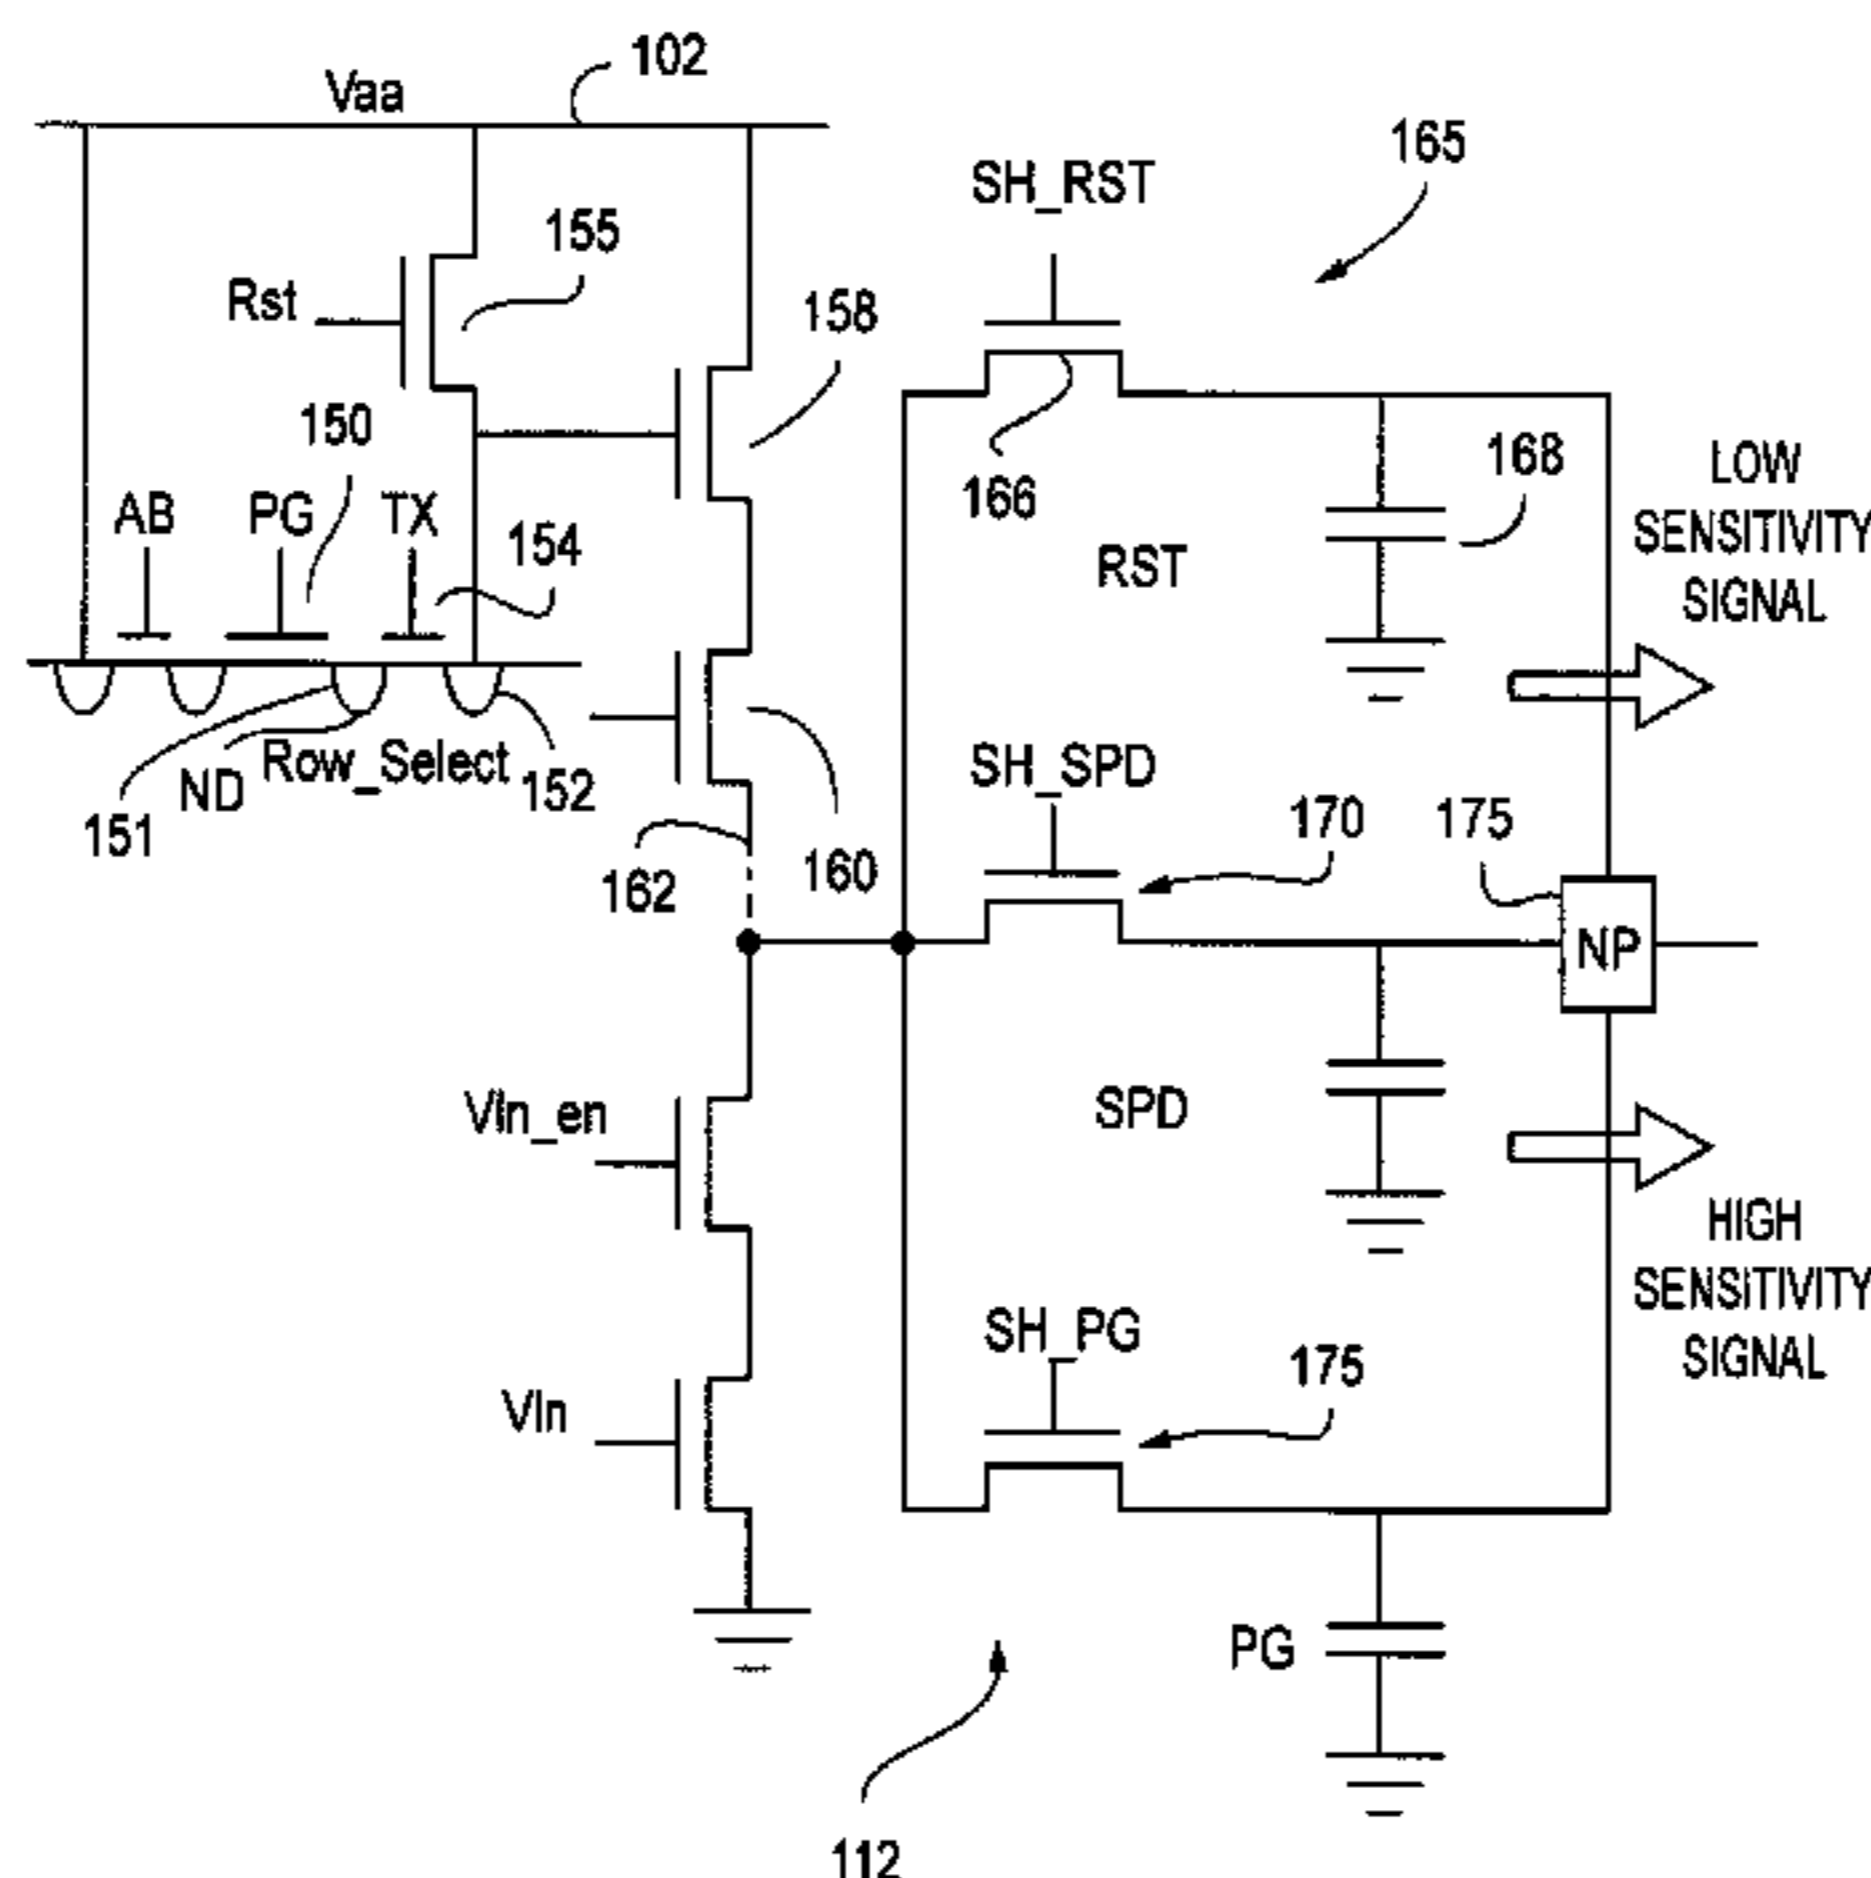 102
Vaa
165
SH_RST
155
Rst
158
150
168
LOW
SENSITIVITY
SIGNAL
166
AB
PG
TX
154
RST
Row_Select
SH_SPD
ND
152
151
170
175
160
162
NP
Vln_en
SPD
HIGH
SENSITIVITY
SIGNAL
SH_PG
175
Vln
PG
112